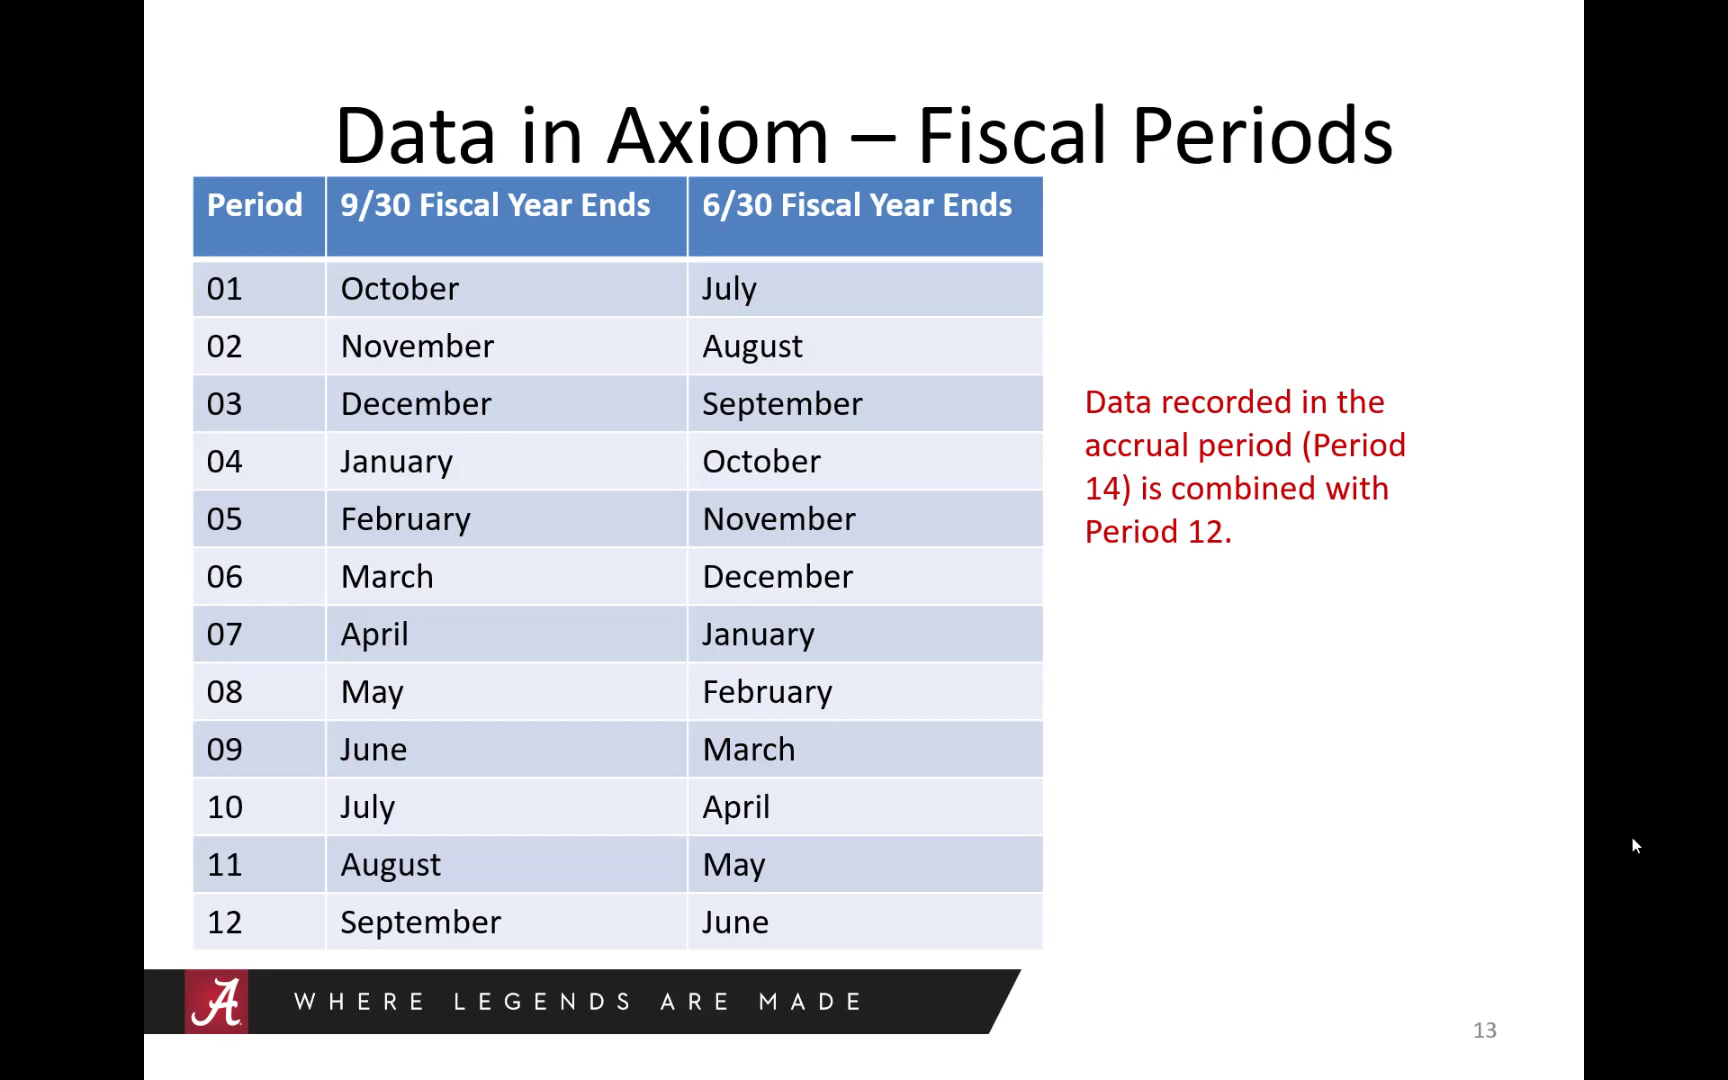 Data in Axiom – Fiscal Periods
Period 9/30 Fiscal Year Ends 6/30 Fiscal Year Ends
01 October July
02 November August
03 December September
04 January October
05 February November
06 March December
07 April January
08 May February
09 June March
10 July April
11 August May
12 September June
Data recorded in the
accrual period (Period
14) is combined with
Period 12.
A WHERE LEGENDS ARE MADE
13